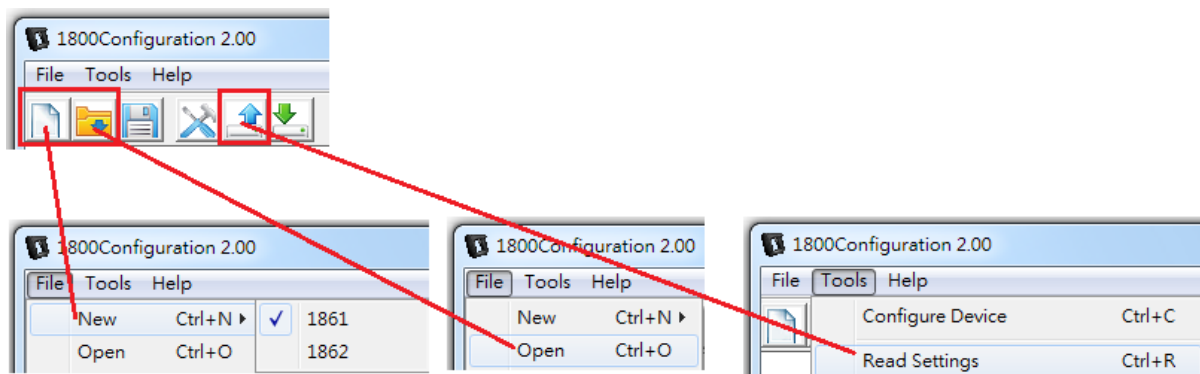 1800Configuration 2.00
File Tools Help
1800Configuration 2.00
File Tools Help
New Ctrl+N 1861
Open Ctrl+O 1862
1800Configuration 2.00
File Tools Help
New Ctrl+N
Open Ctrl+O
1800Configuration 2.00
File Tools Help
Configure Device Ctrl+C
Read Settings Ctrl+R